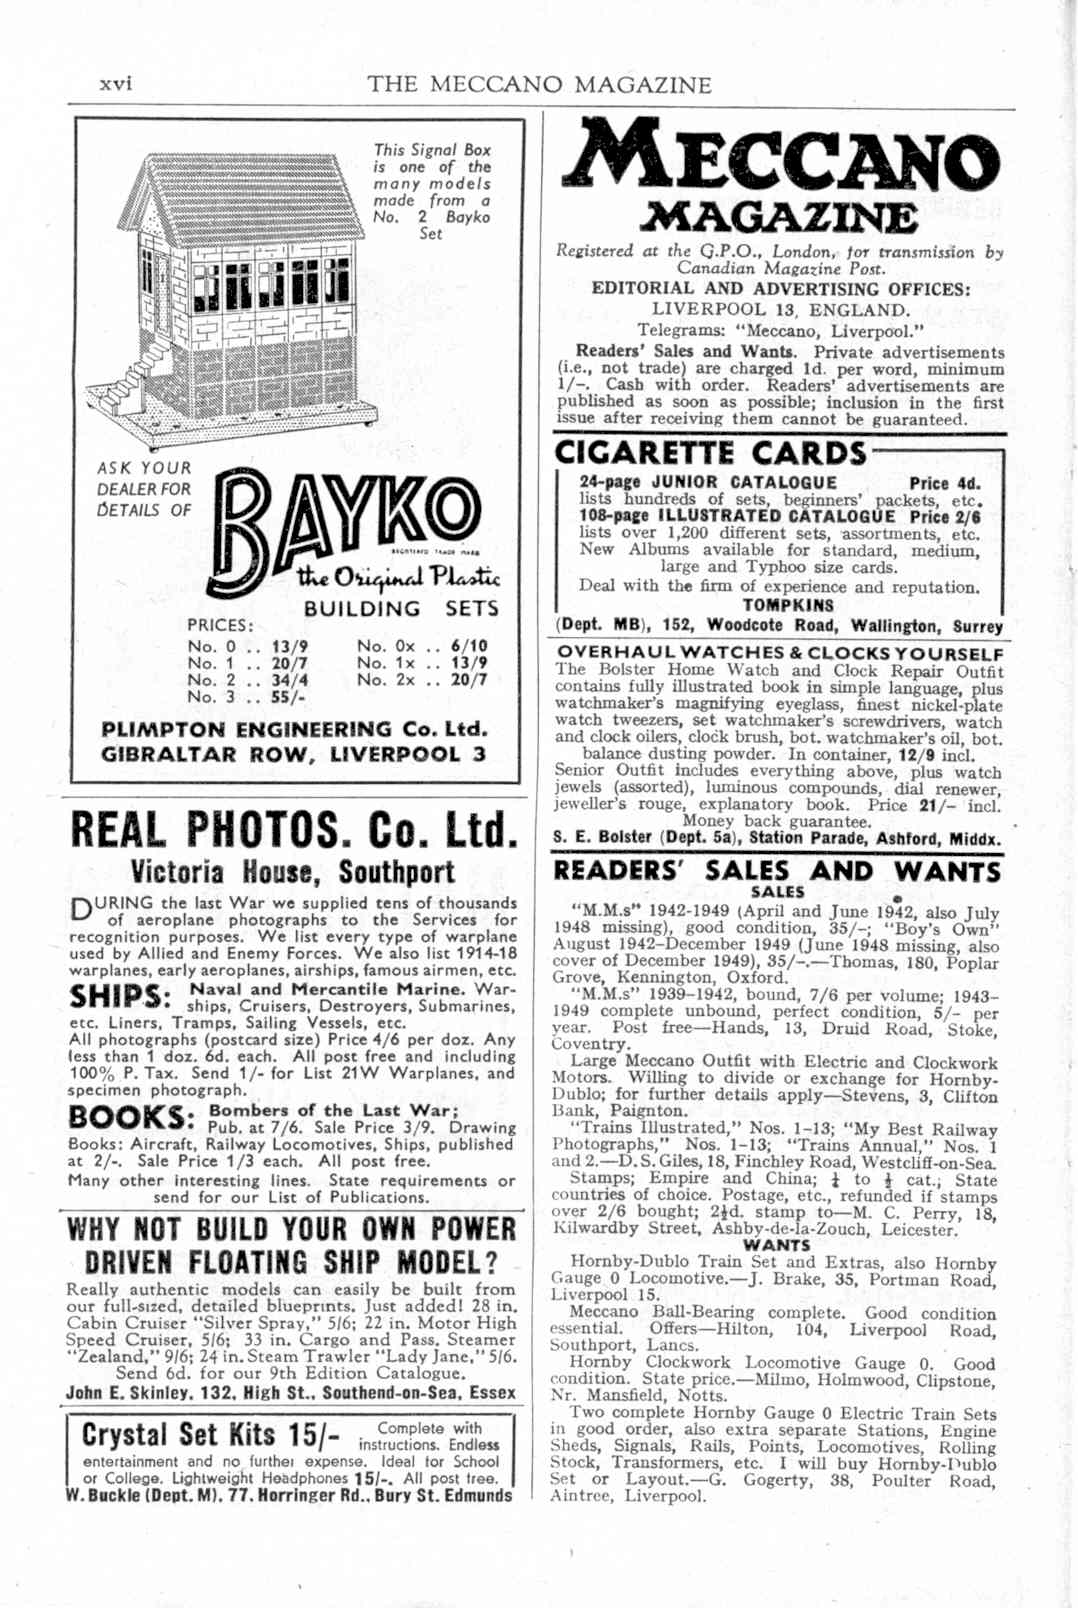 xvi
THE MECCANO MAGAZINE
This Signal Box
is one of the
many models
made from a
No. 2 Bayko
Set
ASK YOUR
DEALER FOR
DETAILS OF
BAYKO
REGISTERED TRADE MARK
the Original Plastic
BUILDING SETS
PRICES:
No. 0 .. 13/9 No. 0x .. 6/10
No. 1 .. 20/7 No. 1x .. 13/9
No. 2 .. 34/4 No. 2x .. 20/7
No. 3 .. 55/-
PLIMPTON ENGINEERING Co. Ltd.
GIBRALTAR ROW, LIVERPOOL 3
REAL PHOTOS. Co. Ltd.
Victoria House, Southport
DURING the last War we supplied tens of thousands
of aeroplane photographs to the Services for
recognition purposes. We list every type of warplane
used by Allied and Enemy Forces. We also list 1914-18
warplanes, early aeroplanes, airships, famous airmen, etc.
SHIPS: Naval and Mercantile Marine. War-
ships, Cruisers, Destroyers, Submarines,
etc. Liners, Tramps, Sailing Vessels, etc.
All photographs (postcard size) Price 4/6 per doz. Any
less than 1 doz. 6d. each. All post free and including
100% P. Tax. Send 1/- for List 21W Warplanes, and
specimen photograph.
BOOKS: Bombers of the Last War;
Pub. at 7/6. Sale Price 3/9. Drawing
Books: Aircraft, Railway Locomotives, Ships, published
at 2/-. Sale Price 1/3 each. All post free.
Many other interesting lines. State requirements or
send for our List of Publications.
WHY NOT BUILD YOUR OWN POWER
DRIVEN FLOATING SHIP MODEL?
Really authentic models can easily be built from
our full-sized, detailed blueprints. Just added! 28 in.
Cabin Cruiser "Silver Spray," 5/6; 22 in. Motor High
Speed Cruiser, 5/6; 33 in. Cargo and Pass. Steamer
"Zealand," 9/6; 24 in. Steam Trawler "Lady Jane," 5/6.
Send 6d. for our 9th Edition Catalogue.
John E. Skinley, 132, High St., Southend-on-Sea, Essex
Crystal Set Kits 15/- Complete with
instructions. Endless
entertainment and no further expense. Ideal for School
or College. Lightweight Headphones 15/-. All post free.
W. Buckle (Dept. M), 77, Horringer Rd., Bury St. Edmunds
MECCANO
MAGAZINE
Registered at the G.P.O., London, for transmission by
Canadian Magazine Post.
EDITORIAL AND ADVERTISING OFFICES:
LIVERPOOL 13, ENGLAND.
Telegrams: "Meccano, Liverpool."
Readers' Sales and Wants. Private advertisements
(i.e., not trade) are charged 1d. per word, minimum
1/-. Cash with order. Readers' advertisements are
published as soon as possible; inclusion in the first
issue after receiving them cannot be guaranteed.
CIGARETTE CARDS
24-page JUNIOR CATALOGUE Price 4d.
lists hundreds of sets, beginners' packets, etc.
108-page ILLUSTRATED CATALOGUE Price 2/6
lists over 1,200 different sets, assortments, etc.
New Albums available for standard, medium,
large and Typhoo size cards.
Deal with the firm of experience and reputation.
TOMPKINS
(Dept. MB), 152, Woodcote Road, Wallington, Surrey
OVERHAUL WATCHES & CLOCKS YOURSELF
The Bolster Home Watch and Clock Repair Outfit
contains fully illustrated book in simple language, plus
watchmaker's magnifying eyeglass, finest nickel-plate
watch tweezers, set watchmaker's screwdrivers, watch
and clock oilers, clock brush, bot. watchmaker's oil, bot.
balance dusting powder. In container, 12/9 incl.
Senior Outfit includes everything above, plus watch
jewels (assorted), luminous compounds, dial renewer,
jeweller's rouge, explanatory book. Price 21/- incl.
Money back guarantee.
S. E. Bolster (Dept. 5a), Station Parade, Ashford, Middx.
READERS' SALES AND WANTS
SALES
"M.M.s" 1942-1949 (April and June 1942, also July
1948 missing), good condition, 35/-; "Boy's Own"
August 1942–December 1949 (June 1948 missing, also
cover of December 1949), 35/-.—Thomas, 180, Poplar
Grove, Kennington, Oxford.
"M.M.s" 1939–1942, bound, 7/6 per volume; 1943–
1949 complete unbound, perfect condition, 5/- per
year. Post free—Hands, 13, Druid Road, Stoke,
Coventry.
Large Meccano Outfit with Electric and Clockwork
Motors. Willing to divide or exchange for Hornby-
Dublo; for further details apply—Stevens, 3, Clifton
Bank, Paignton.
"Trains Illustrated," Nos. 1–13; "My Best Railway
Photographs," Nos. 1–13; "Trains Annual," Nos. 1
and 2.—D. S. Giles, 18, Finchley Road, Westcliff-on-Sea.
Stamps; Empire and China; ¼ to ½ cat.; State
countries of choice. Postage, etc., refunded if stamps
over 2/6 bought; 2½d. stamp to—M. C. Perry, 18,
Kilwardby Street, Ashby-de-la-Zouch, Leicester.
WANTS
Hornby-Dublo Train Set and Extras, also Hornby
Gauge 0 Locomotive.—J. Brake, 35, Portman Road,
Liverpool 15.
Meccano Ball-Bearing complete. Good condition
essential. Offers—Hilton, 104, Liverpool Road,
Southport, Lancs.
Hornby Clockwork Locomotive Gauge 0. Good
condition. State price.—Milmo, Holmwood, Clipstone,
Nr. Mansfield, Notts.
Two complete Hornby Gauge 0 Electric Train Sets
in good order, also extra separate Stations, Engine
Sheds, Signals, Rails, Points, Locomotives, Rolling
Stock, Transformers, etc. I will buy Hornby-Dublo
Set or Layout.—G. Gogerty, 38, Poulter Road,
Aintree, Liverpool.